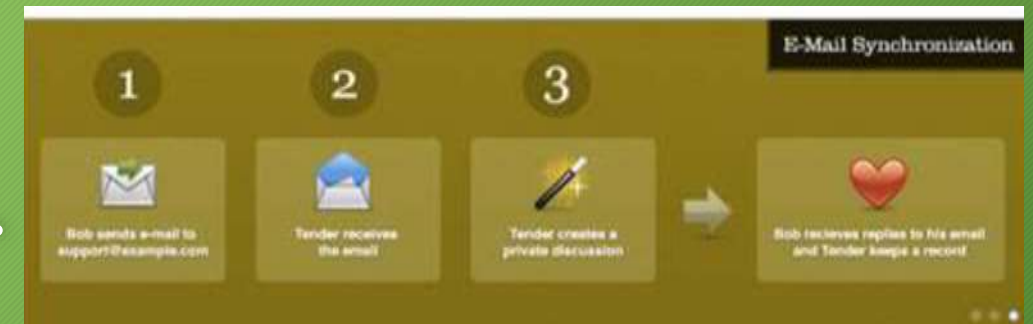 E-Mail Synchronization
1
2
3
Bob sends e-mail to
support@example.com
Tender receives
the email
Tender creates a
private discussion
Bob recieves replies to his email
and Tender keeps a record